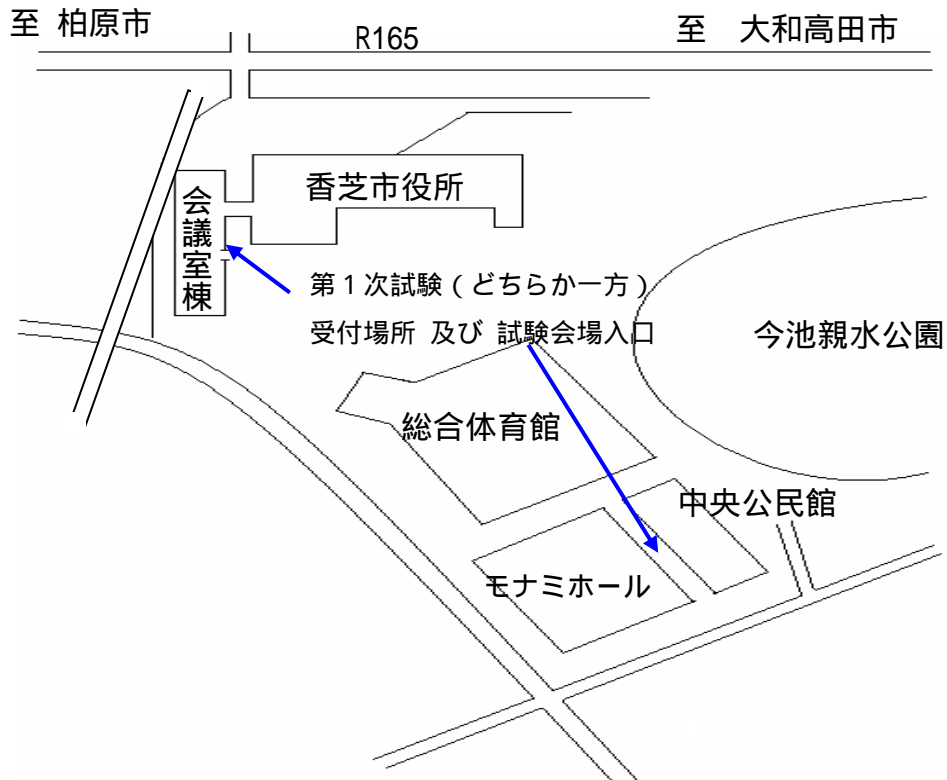 至 柏原市
R165
至 大和高田市
香芝市役所
会議室棟
第1次試験(どちらか一方)
受付場所 及び 試験会場入口
今池親水公園
総合体育館
中央公民館
モナミホール